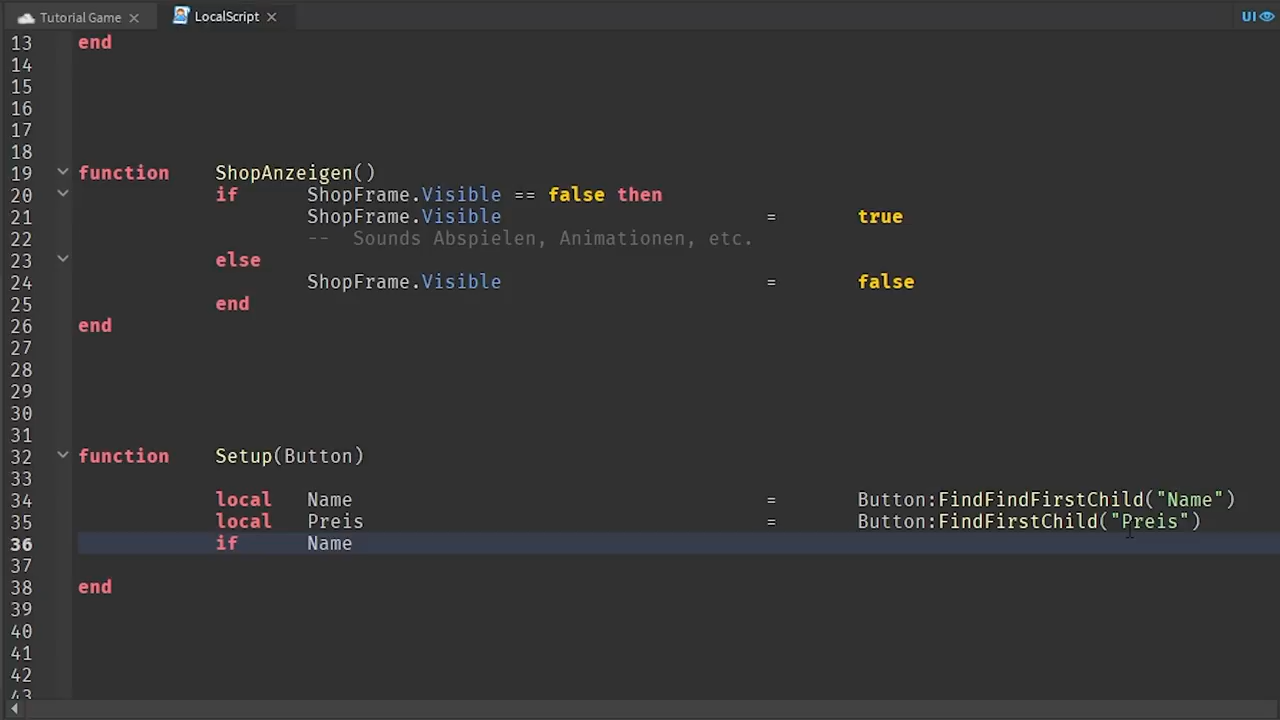 Tutorial Game × LocalScript × UI
13 end
14
15
16
17
18
19 function ShopAnzeigen()
20 if ShopFrame.Visible == false then
21 ShopFrame.Visible = true
22 -- Sounds Abspielen, Animationen, etc.
23 else
24 ShopFrame.Visible = false
25 end
26 end
27
28
29
30
31
32 function Setup(Button)
33
34 local Name = Button:FindFindFirstChild("Name")
35 local Preis = Button:FindFirstChild("Preis")
36 if Name
37
38 end
39
40
41
42
43